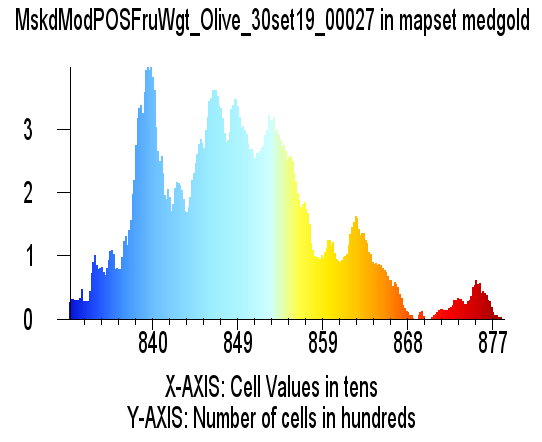 MskdModPOSFruWgt_Olive_30set19_00027 in mapset medgold
3
2
1
0
840 849 859 868 877
X-AXIS: Cell Values in tens
Y-AXIS: Number of cells in hundreds